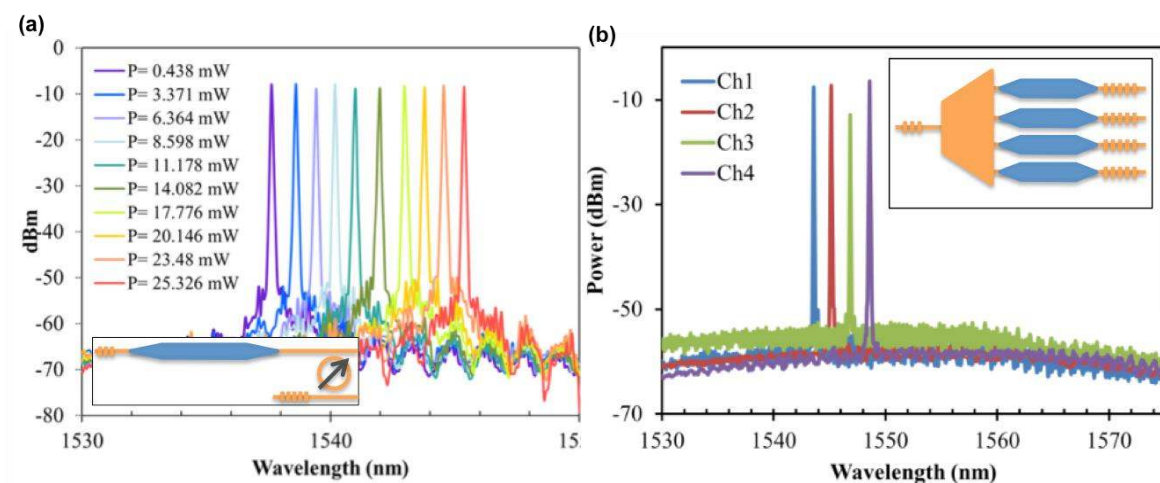 (a)
0
-10
-20
-30
-40
-50
-60
-70
-80
dBm
P= 0.438 mW
P= 3.371 mW
P= 6.364 mW
P= 8.598 mW
P= 11.178 mW
P= 14.082 mW
P= 17.776 mW
P= 20.146 mW
P= 23.48 mW
P= 25.326 mW
1530
1540
Wavelength (nm)
(b)
-10
-30
-50
-70
Power (dBm)
Ch1
Ch2
Ch3
Ch4
1530
1540
1550
1560
1570
Wavelength (nm)